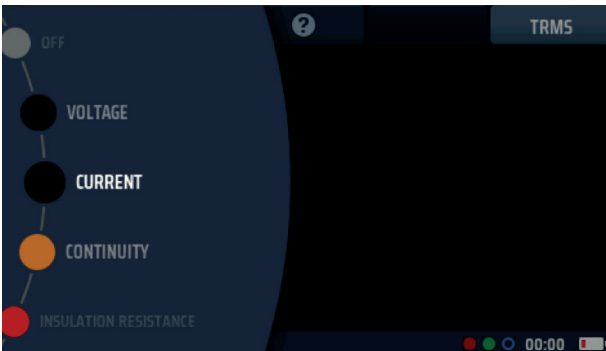 OFF
?
TRMS
VOLTAGE
CURRENT
CONTINUITY
INSULATION RESISTANCE
00:00